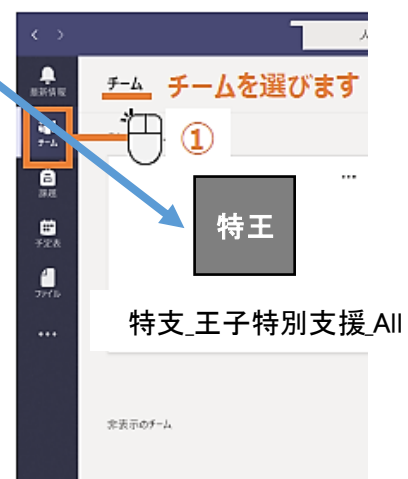 人
最新情報
チーム
チームを選びます
チーム
①
課題
...
特王
予定表
ファイル
特支_王子特別支援_All
...
非表示のチーム